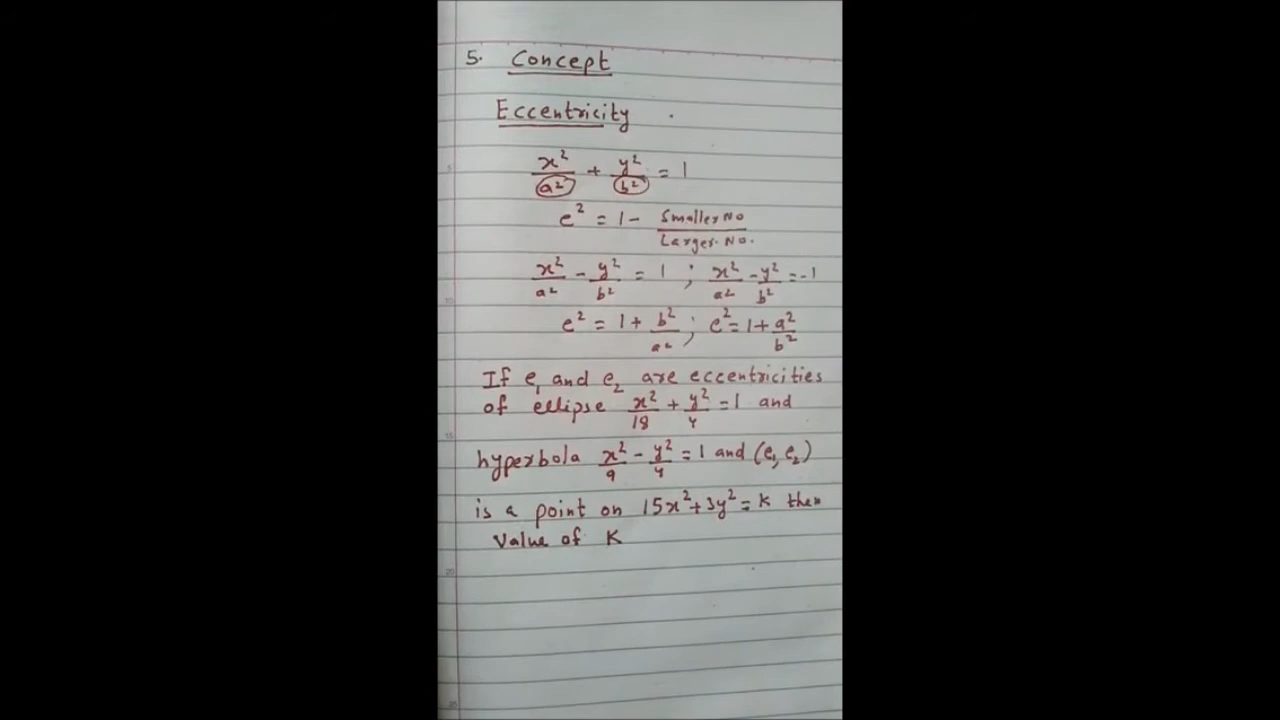 5. Concept
Eccentricity
x²/a² + y²/b² = 1
e² = 1 - Smaller No/Larger. No.
x²/a² - y²/b² = 1 ; x²/a² - y²/b² = -1
e² = 1 + b²/a² ; e² = 1 + a²/b²
If e₁ and e₂ are eccentricities
of ellipse x²/18 + y²/4 = 1 and
hyperbola x²/9 - y²/4 = 1 and (e₁, e₂)
is a point on 15x² + 3y² = K then
Value of K